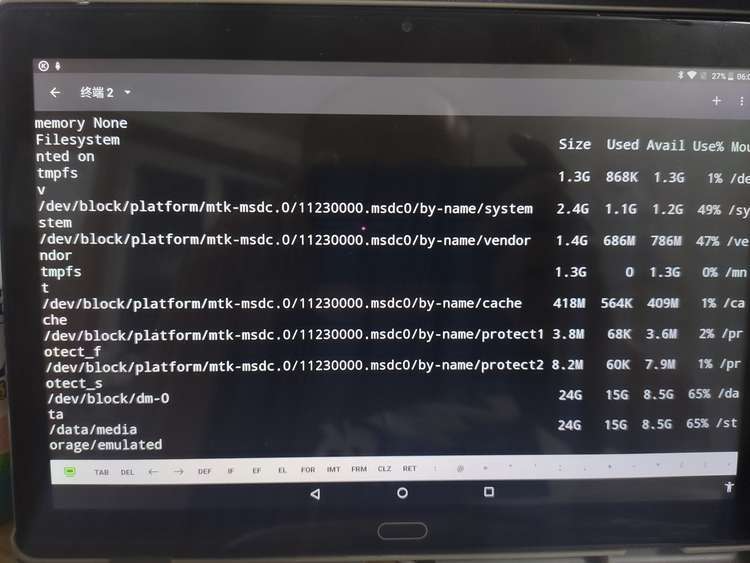 27% 06:0
终端 2
memory None
Filesystem Size Used Avail Use% Mou
nted on
tmpfs 1.3G 868K 1.3G 1% /de
v
/dev/block/platform/mtk-msdc.0/11230000.msdc0/by-name/system 2.4G 1.1G 1.2G 49% /sy
stem
/dev/block/platform/mtk-msdc.0/11230000.msdc0/by-name/vendor 1.4G 686M 786M 47% /ve
ndor
tmpfs 1.3G 0 1.3G 0% /mn
t
/dev/block/platform/mtk-msdc.0/11230000.msdc0/by-name/cache 418M 564K 409M 1% /ca
che
/dev/block/platform/mtk-msdc.0/11230000.msdc0/by-name/protect1 3.8M 68K 3.6M 2% /pr
otect_f
/dev/block/platform/mtk-msdc.0/11230000.msdc0/by-name/protect2 8.2M 60K 7.9M 1% /pr
otect_s
/dev/block/dm-0 24G 15G 8.5G 65% /da
ta
/data/media 24G 15G 8.5G 65% /st
orage/emulated
TAB DEL ← → DEF IF EF EL FOR IMT FRM CLZ RET : @